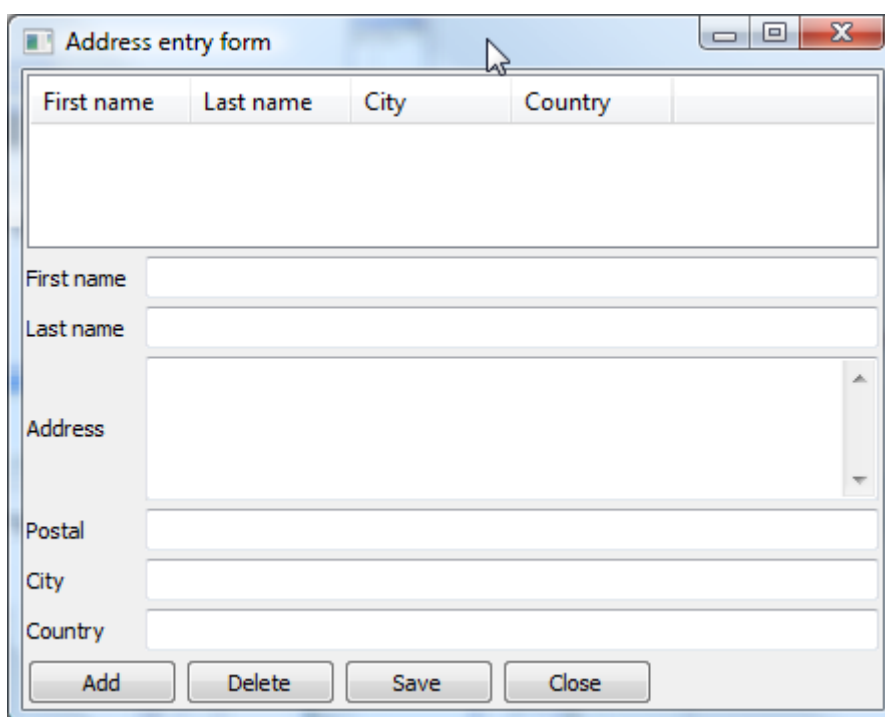 Address entry form
First name Last name City Country
First name
Last name
Address
Postal
City
Country
Add Delete Save Close